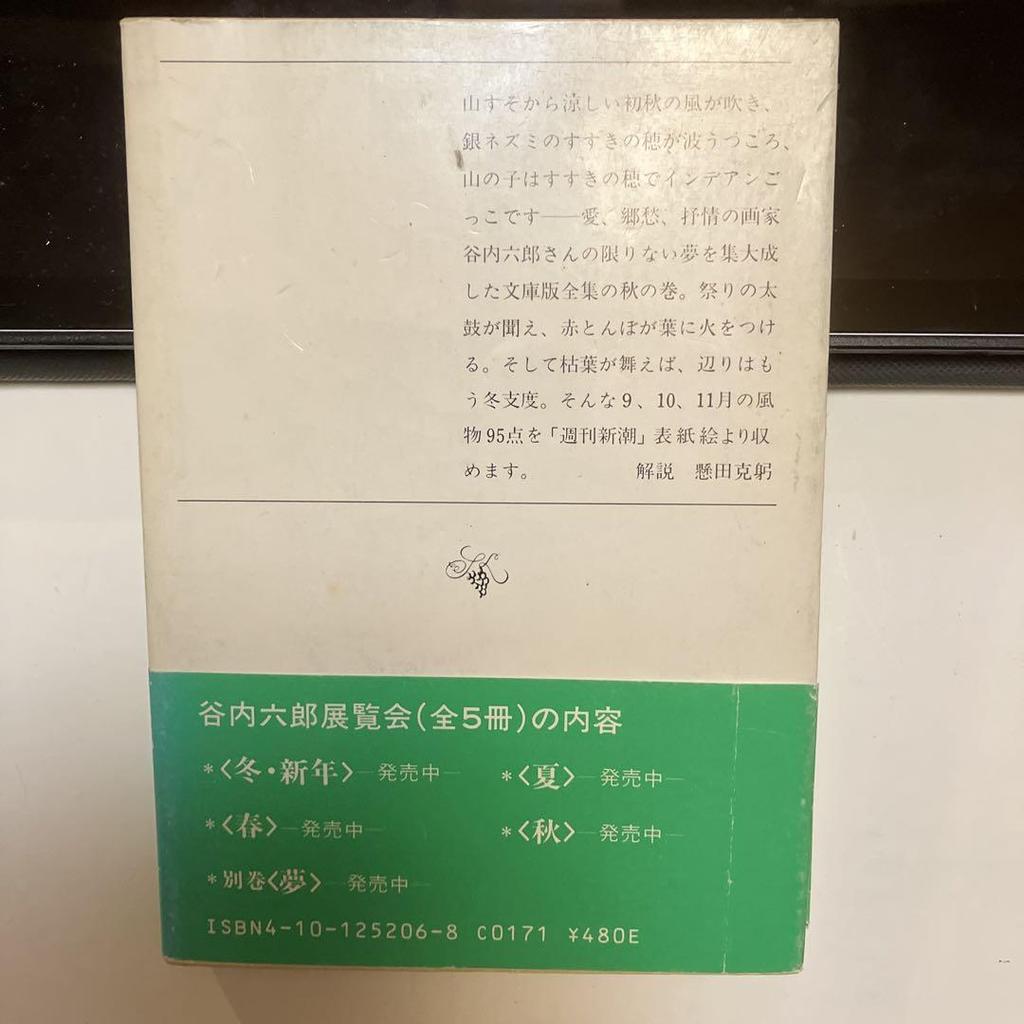 山すそから涼しい初秋の風が吹き、
銀ネズミのすすきの穂が波うつころ、
山の子はすすきの穂でインデアンご
っこです——愛、郷愁、抒情の画家
谷内六郎さんの限りない夢を集大成
した文庫版全集の秋の巻。祭りの太
鼓が聞え、赤とんぼが葉に火をつけ
る。そして枯葉が舞えば、辺りはも
う冬支度。そんな9、10、11月の風
物95点を「週刊新潮」表紙絵より収
めます。 解説 懸田克躬
谷内六郎展覧会(全5冊)の内容
*〈冬・新年〉—発売中— *〈夏〉—発売中—
*〈春〉—発売中— *〈秋〉—発売中—
*別巻〈夢〉—発売中—
ISBN4-10-125206-8 C0171 ¥480E